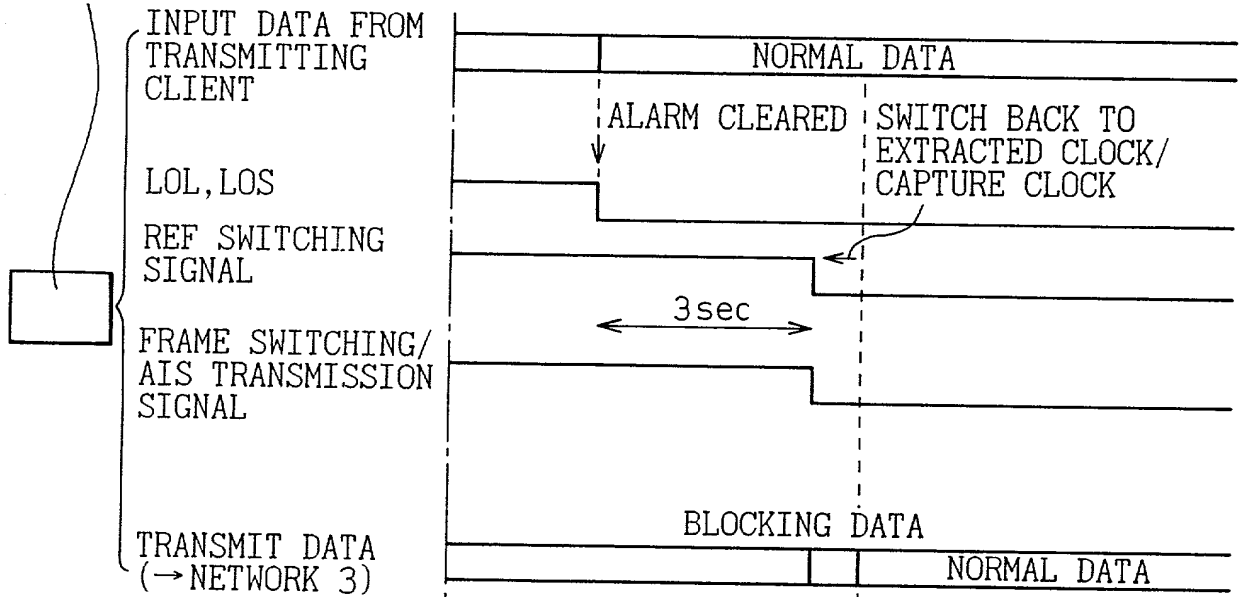 INPUT DATA FROM
TRANSMITTING
CLIENT
NORMAL DATA
ALARM CLEARED
SWITCH BACK TO
EXTRACTED CLOCK/
CAPTURE CLOCK
LOL,LOS
REF SWITCHING
SIGNAL
3sec
FRAME SWITCHING/
AIS TRANSMISSION
SIGNAL
BLOCKING DATA
TRANSMIT DATA
(→NETWORK 3)
NORMAL DATA